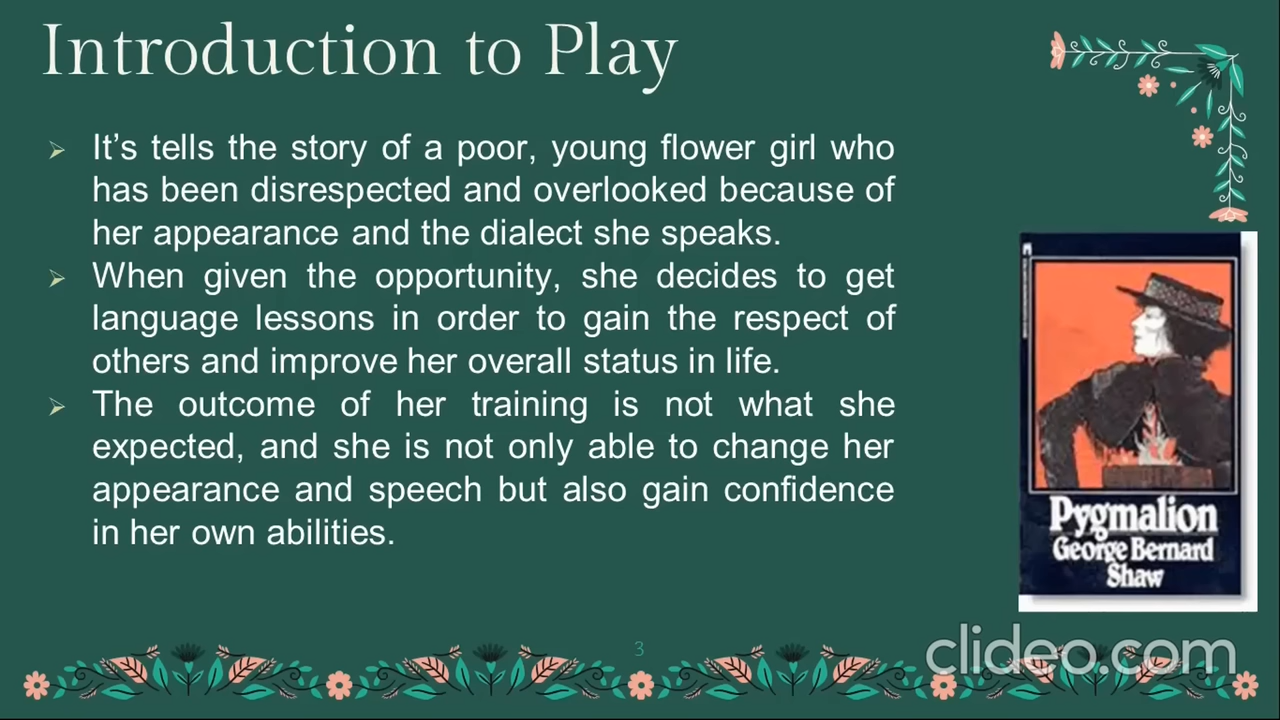 Introduction to Play
It's tells the story of a poor, young flower girl who
has been disrespected and overlooked because of
her appearance and the dialect she speaks.
When given the opportunity, she decides to get
language lessons in order to gain the respect of
others and improve her overall status in life.
The outcome of her training is not what she
expected, and she is not only able to change her
appearance and speech but also gain confidence
in her own abilities.
Pygmalion
George Bernard
Shaw
3
clideo.com